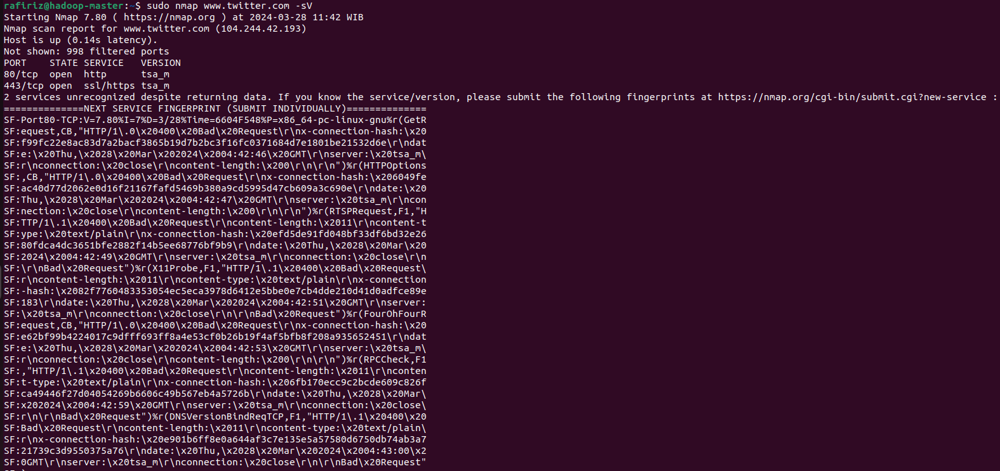 rafiriz@hadoop-master:~$ sudo nmap www.twitter.com -sV
Starting Nmap 7.80 ( https://nmap.org ) at 2024-03-28 11:42 WIB
Nmap scan report for www.twitter.com (104.244.42.193)
Host is up (0.14s latency).
Not shown: 998 filtered ports
PORT    STATE SERVICE   VERSION
80/tcp  open  http      tsa_m
443/tcp open  ssl/https tsa_m
2 services unrecognized despite returning data. If you know the service/version, please submit the following fingerprints at https://nmap.org/cgi-bin/submit.cgi?new-service :
==============NEXT SERVICE FINGERPRINT (SUBMIT INDIVIDUALLY)==============
SF-Port80-TCP:V=7.80%I=7%D=3/28%Time=6604F548%P=x86_64-pc-linux-gnu%r(GetR
SF:equest,CB,"HTTP/1\.0\x20400\x20Bad\x20Request\r\nx-connection-hash:\x20
SF:f99fc22e8ac83d7a2bacf3865b19d7b2bc3f16fc0371684d7e1801be21532d6e\r\ndat
SF:e:\x20Thu,\x2028\x20Mar\x202024\x2004:42:46\x20GMT\r\nserver:\x20tsa_m\
SF:r\nconnection:\x20close\r\ncontent-length:\x200\r\n\r\n")%r(HTTPOptions
SF:,CB,"HTTP/1\.0\x20400\x20Bad\x20Request\r\nx-connection-hash:\x206049fe
SF:ac40d77d2062e0d16f21167fafd5469b380a9cd5995d47cb609a3c690e\r\ndate:\x20
SF:Thu,\x2028\x20Mar\x202024\x2004:42:47\x20GMT\r\nserver:\x20tsa_m\r\ncon
SF:nection:\x20close\r\ncontent-length:\x200\r\n\r\n")%r(RTSPRequest,F1,"H
SF:TTP/1\.1\x20400\x20Bad\x20Request\r\ncontent-length:\x2011\r\ncontent-t
SF:ype:\x20text/plain\r\nx-connection-hash:\x20efd5de91fd048bf33df6bd32e26
SF:80fdca4dc3651bfe2882f14b5ee68776bf9b9\r\ndate:\x20Thu,\x2028\x20Mar\x20
SF:2024\x2004:42:49\x20GMT\r\nserver:\x20tsa_m\r\nconnection:\x20close\r\n
SF:\r\nBad\x20Request")%r(X11Probe,F1,"HTTP/1\.1\x20400\x20Bad\x20Request\
SF:r\ncontent-length:\x2011\r\ncontent-type:\x20text/plain\r\nx-connection
SF:-hash:\x2082f7760483353054ec5eca3978d6412e5bbe0e7cb4dde210d41d0adfce89e
SF:183\r\ndate:\x20Thu,\x2028\x20Mar\x202024\x2004:42:51\x20GMT\r\nserver:
SF:\x20tsa_m\r\nconnection:\x20close\r\n\r\nBad\x20Request")%r(FourOhFourR
SF:equest,CB,"HTTP/1\.0\x20400\x20Bad\x20Request\r\nx-connection-hash:\x20
SF:e62bf99b4224017c9dfff693ff8a4e53cf0b26b19f4af5bfb8f208a935652451\r\ndat
SF:e:\x20Thu,\x2028\x20Mar\x202024\x2004:42:53\x20GMT\r\nserver:\x20tsa_m\
SF:r\nconnection:\x20close\r\ncontent-length:\x200\r\n\r\n")%r(RPCCheck,F1
SF:,"HTTP/1\.1\x20400\x20Bad\x20Request\r\ncontent-length:\x2011\r\nconten
SF:t-type:\x20text/plain\r\nx-connection-hash:\x206fb170ecc9c2bcde609c826f
SF:ca49446f27d04054269b6606c49b567eb4a5726b\r\ndate:\x20Thu,\x2028\x20Mar\
SF:x202024\x2004:42:59\x20GMT\r\nserver:\x20tsa_m\r\nconnection:\x20close\
SF:r\n\r\nBad\x20Request")%r(DNSVersionBindReqTCP,F1,"HTTP/1\.1\x20400\x20
SF:Bad\x20Request\r\ncontent-length:\x2011\r\ncontent-type:\x20text/plain\
SF:r\nx-connection-hash:\x20e901b6ff8e0a644af3c7e135e5a57580d6750db74ab3a7
SF:21739c3d9550375a76\r\ndate:\x20Thu,\x2028\x20Mar\x202024\x2004:43:00\x2
SF:0GMT\r\nserver:\x20tsa_m\r\nconnection:\x20close\r\n\r\nBad\x20Request"